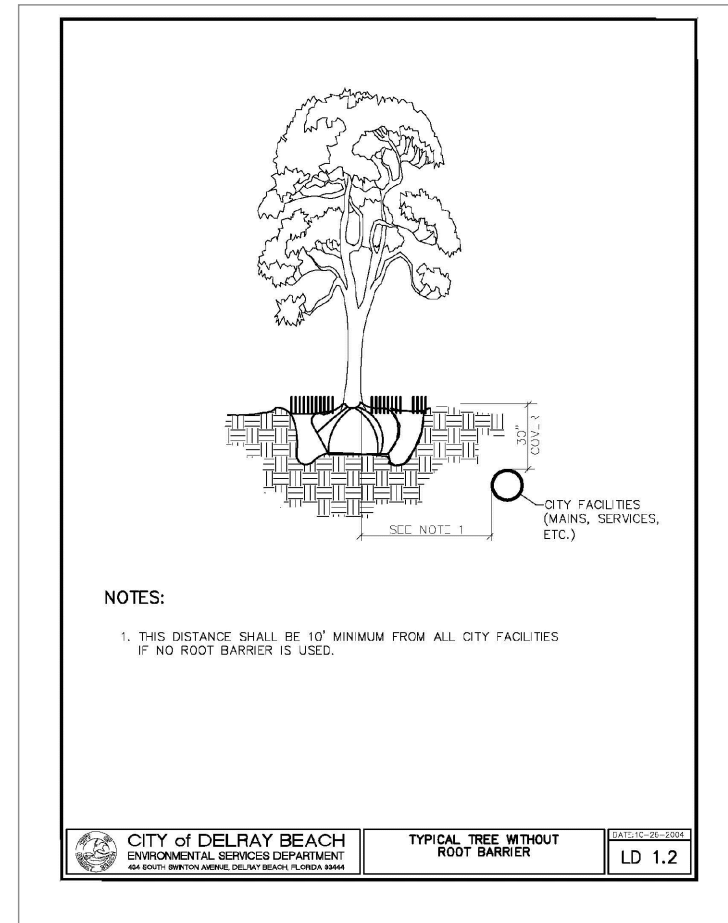 30" COVER
CITY FACILITIES
(MAINS, SERVICES,
ETC.)
SEE NOTE 1
NOTES:
1. THIS DISTANCE SHALL BE 10' MINIMUM FROM ALL CITY FACILITIES
IF NO ROOT BARRIER IS USED.
CITY of DELRAY BEACH
ENVIRONMENTAL SERVICES DEPARTMENT
434 SOUTH SWINTON AVENUE, DELRAY BEACH, FLORIDA 33444
TYPICAL TREE WITHOUT
ROOT BARRIER
DATE:10-26-2004
LD 1.2